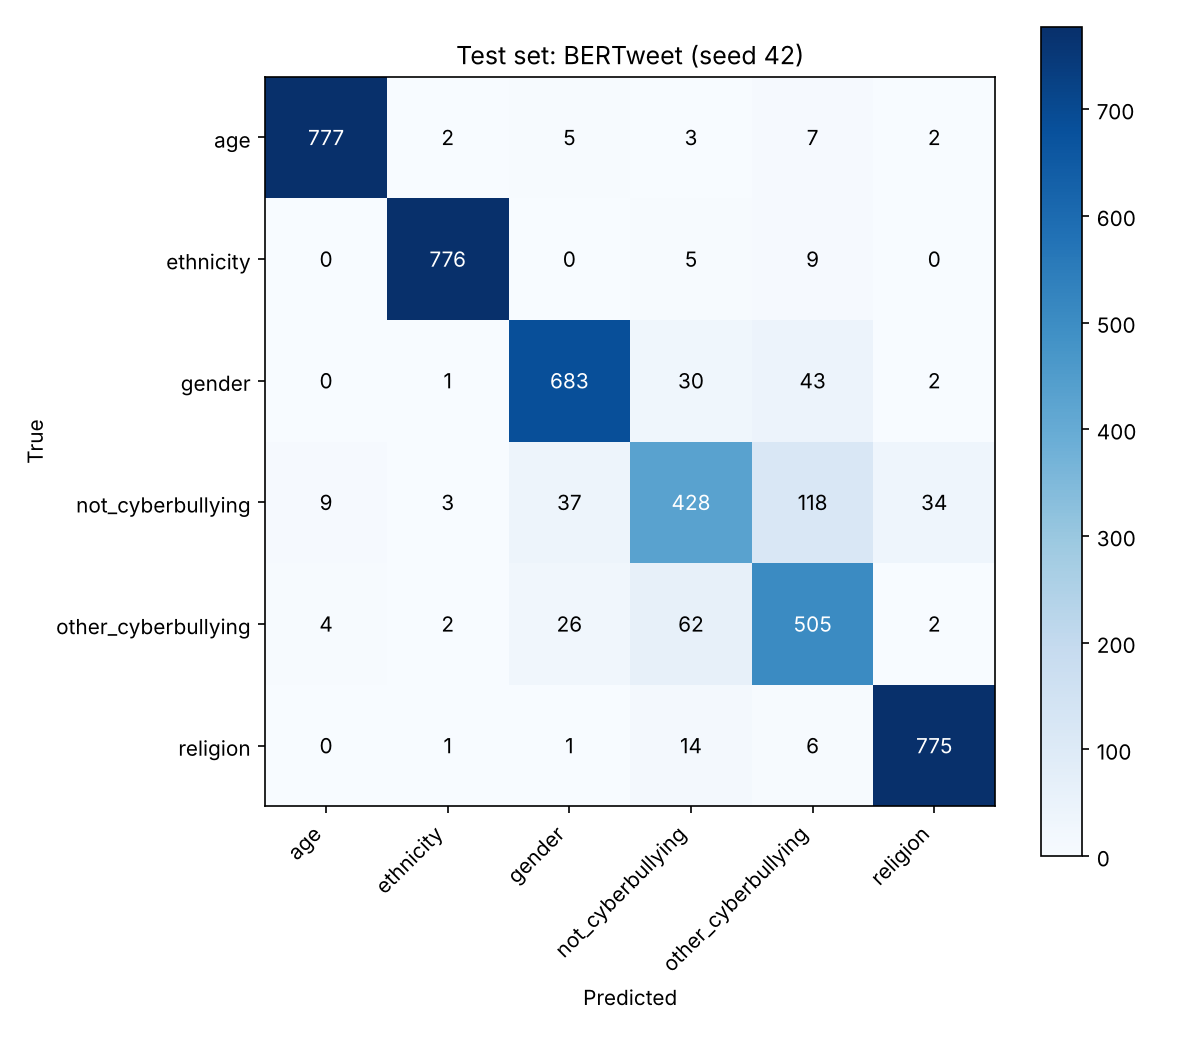 Test set: BERTweet (seed 42)
True
age 777 2 5 3 7 2
ethnicity 0 776 0 5 9 0
gender 0 1 683 30 43 2
not_cyberbullying 9 3 37 428 118 34
other_cyberbullying 4 2 26 62 505 2
religion 0 1 1 14 6 775
age ethnicity gender not_cyberbullying other_cyberbullying religion
Predicted
700
600
500
400
300
200
100
0